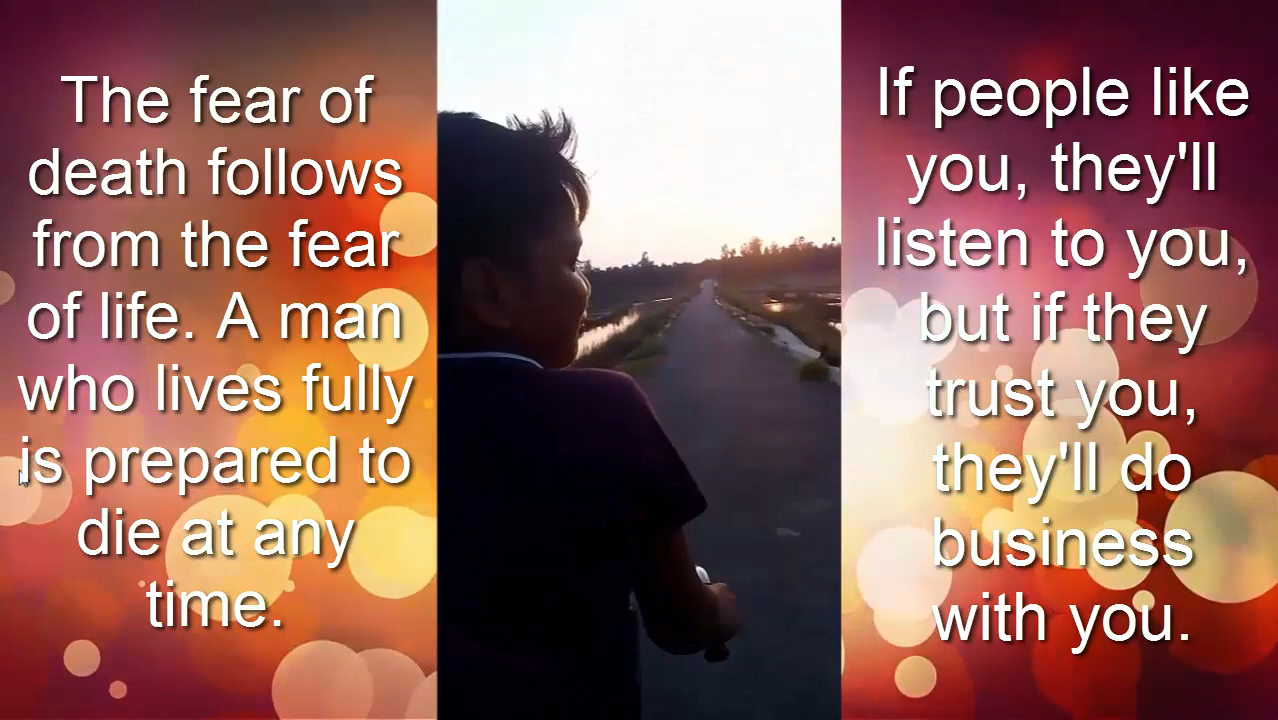 The fear of
death follows
from the fear
of life. A man
who lives fully
is prepared to
die at any
time.
If people like
you, they'll
listen to you,
but if they
trust you,
they'll do
business
with you.